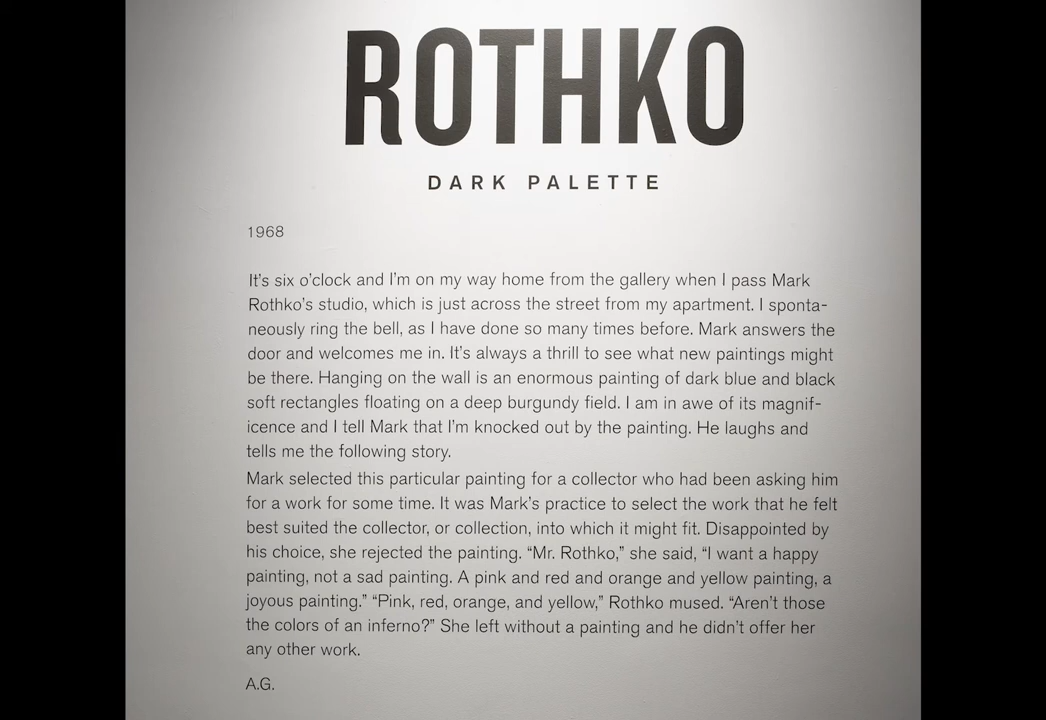 ROTHKO
DARK PALETTE
1968
It’s six o’clock and I’m on my way home from the gallery when I pass Mark
Rothko’s studio, which is just across the street from my apartment. I sponta-
neously ring the bell, as I have done so many times before. Mark answers the
door and welcomes me in. It’s always a thrill to see what new paintings might
be there. Hanging on the wall is an enormous painting of dark blue and black
soft rectangles floating on a deep burgundy field. I am in awe of its magnif-
icence and I tell Mark that I’m knocked out by the painting. He laughs and
tells me the following story.
Mark selected this particular painting for a collector who had been asking him
for a work for some time. It was Mark’s practice to select the work that he felt
best suited the collector, or collection, into which it might fit. Disappointed by
his choice, she rejected the painting. “Mr. Rothko,” she said, “I want a happy
painting, not a sad painting. A pink and red and orange and yellow painting, a
joyous painting.” “Pink, red, orange, and yellow,” Rothko mused. “Aren’t those
the colors of an inferno?” She left without a painting and he didn’t offer her
any other work.
A.G.